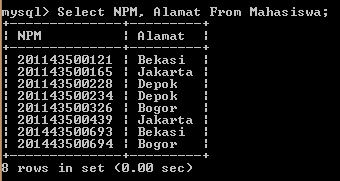 mysql> Select NPM, Alamat From Mahasiswa;
+--------------+---------+
| NPM          | Alamat  |
+--------------+---------+
| 201143500121 | Bekasi  |
| 201143500165 | Jakarta |
| 201143500228 | Depok   |
| 201143500234 | Depok   |
| 201143500326 | Bogor   |
| 201143500439 | Jakarta |
| 201443500693 | Bekasi  |
| 201443500694 | Bogor   |
+--------------+---------+
8 rows in set (0.00 sec)